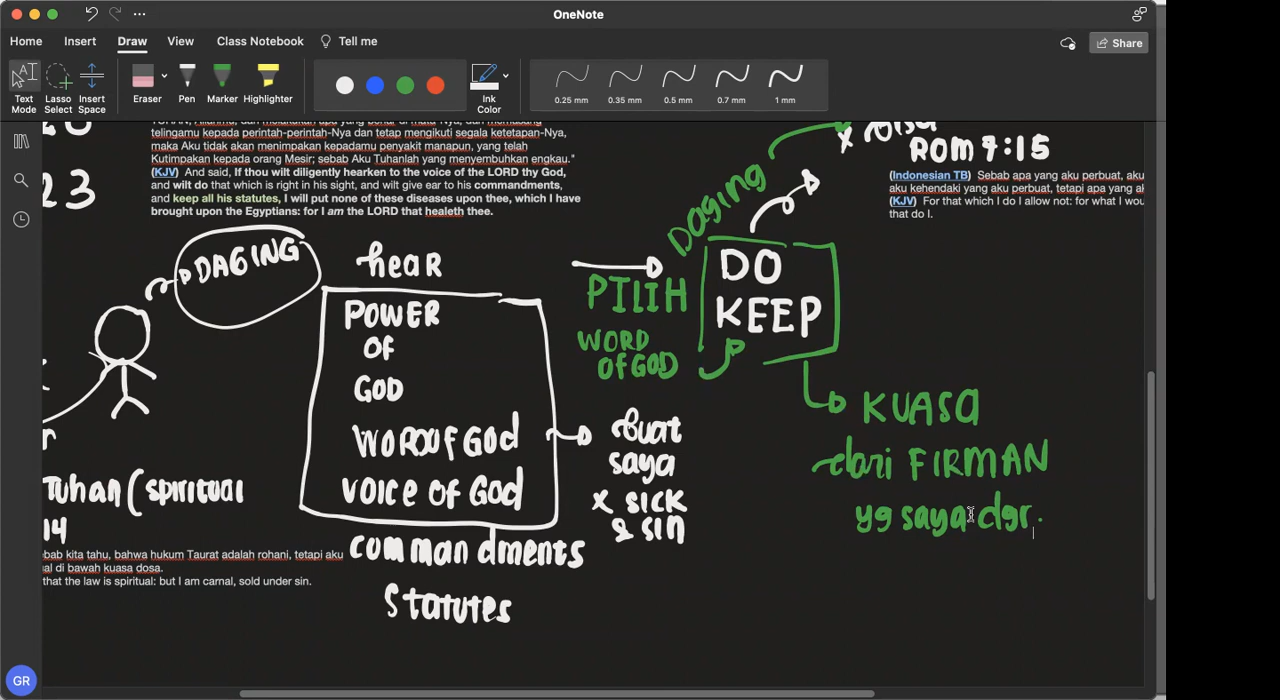 OneNote
Home Insert Draw View Class Notebook Tell me
Share
Text Mode
Lasso Select
Insert Space
Eraser
Pen
Marker
Highlighter
Ink Color
0.25 mm 0.35 mm 0.5 mm 0.7 mm 1 mm
telingamu kepada perintah-perintah-Nya dan tetap mengikuti segala ketetapan-Nya,
maka Aku tidak akan menimpakan kepadamu penyakit manapun, yang telah
Kutimpakan kepada orang Mesir; sebab Aku Tuhanlah yang menyembuhkan engkau."
(KJV) And said, If thou wilt diligently hearken to the voice of the LORD thy God,
and wilt do that which is right in his sight, and will give ear to his commandments,
and keep all his statutes, I will put none of these diseases upon thee, which I have
brought upon the Egyptians: for I am the LORD that healeth thee.
23
ROM 7:15
(Indonesian TB) Sebab apa yang aku perbuat, aku
aku kehendaki yang aku perbuat, tetapi apa yang
(KJV) For that which I do I allow not: for what I
that do I.
DAGING
hear
POWER
OF
GOD
WORD OF GOD
VOICE OF GOD
commandments
Statutes
buat
saya
x SICK
& SIN
PILIH
WORD
OF GOD
Daging
DO
KEEP
KUASA
dari FIRMAN
yg saya dgr.
Tuhan (spiritual
14
bab kita tahu, bahwa hukum Taurat adalah rohani, tetapi aku
di bawah kuasa dosa.
that the law is spiritual: but I am carnal, sold under sin.
GR